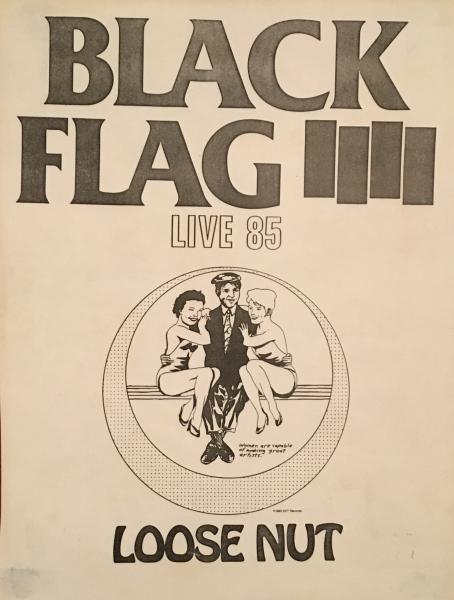 BLACK
FLAG
LIVE 85
Women are capable
of making great
artists.
LOOSE NUT